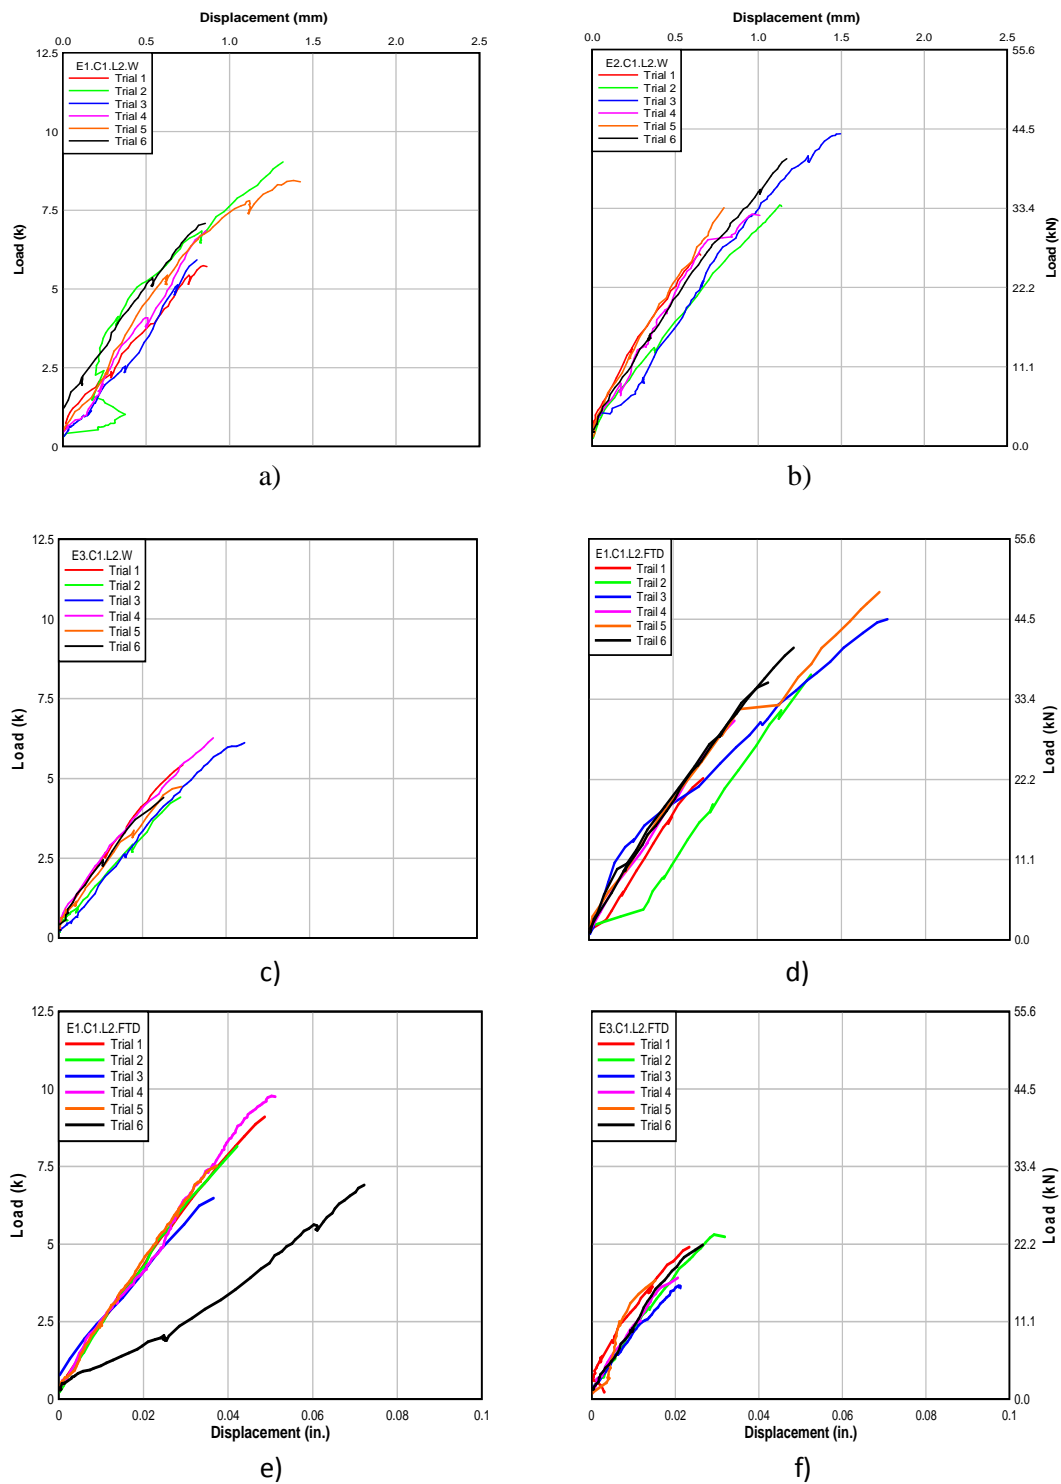 Displacement (mm)
0.0 0.5 1.0 1.5 2.0 2.5
12.5
10
7.5
5
2.5
0
Load (k)
E1.C1.L2.W
Trial 1
Trial 2
Trial 3
Trial 4
Trial 5
Trial 6
a)
Displacement (mm)
0.0 0.5 1.0 1.5 2.0 2.5
55.6
44.5
33.4
22.2
11.1
0.0
Load (kN)
E2.C1.L2.W
Trial 1
Trial 2
Trial 3
Trial 4
Trial 5
Trial 6
b)
12.5
10
7.5
5
2.5
0
Load (k)
E3.C1.L2.W
Trial 1
Trial 2
Trial 3
Trial 4
Trial 5
Trial 6
c)
55.6
44.5
33.4
22.2
11.1
0.0
Load (kN)
E1.C1.L2.FTD
Trail 1
Trail 2
Trail 3
Trail 4
Trail 5
Trail 6
d)
12.5
10
7.5
5
2.5
0
Load (k)
E1.C1.L2.FTD
Trial 1
Trial 2
Trial 3
Trial 4
Trial 5
Trial 6
0 0.02 0.04 0.06 0.08 0.1
Displacement (in.)
e)
55.6
44.5
33.4
22.2
11.1
0.0
Load (kN)
E3.C1.L2.FTD
Trial 1
Trial 2
Trial 3
Trial 4
Trial 5
Trial 6
0 0.02 0.04 0.06 0.08 0.1
Displacement (in.)
f)